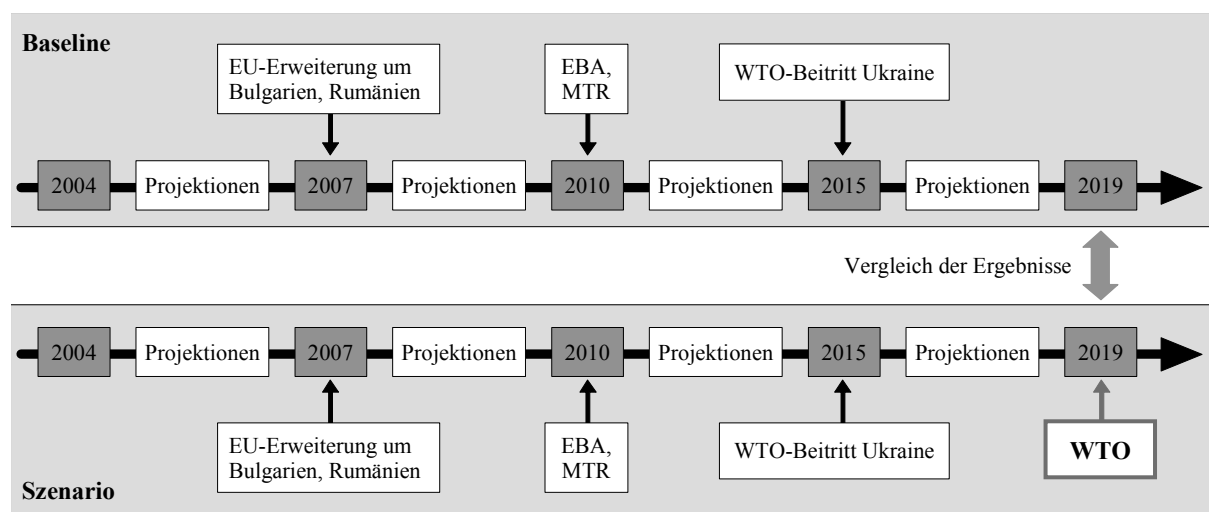 Baseline
EU-Erweiterung um
Bulgarien, Rumänien
EBA,
MTR
WTO-Beitritt Ukraine
2004 Projektionen 2007 Projektionen 2010 Projektionen 2015 Projektionen 2019
Vergleich der Ergebnisse
2004 Projektionen 2007 Projektionen 2010 Projektionen 2015 Projektionen 2019
EU-Erweiterung um
Bulgarien, Rumänien
EBA,
MTR
WTO-Beitritt Ukraine
WTO
Szenario